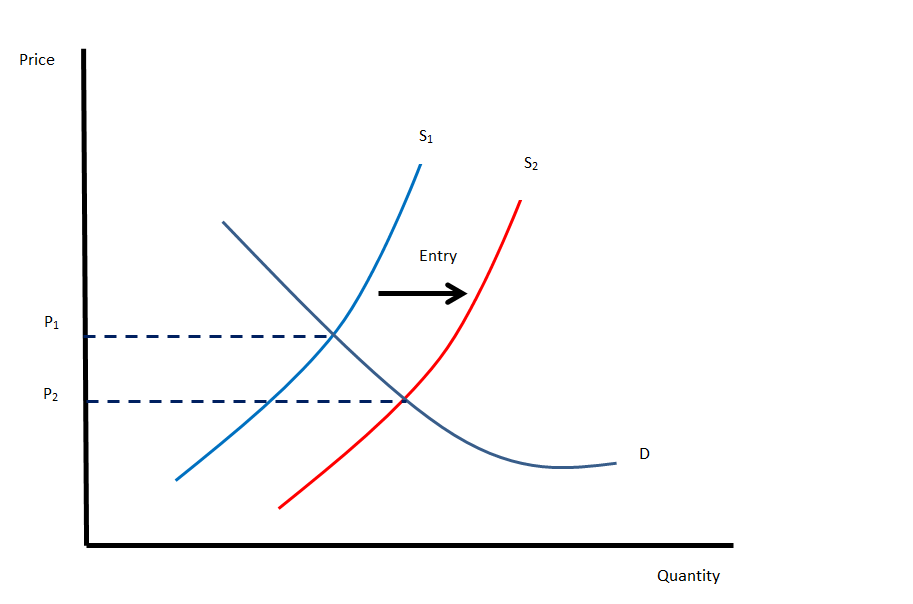 Price
S₁
S₂
Entry
P₁
P₂
D
Quantity